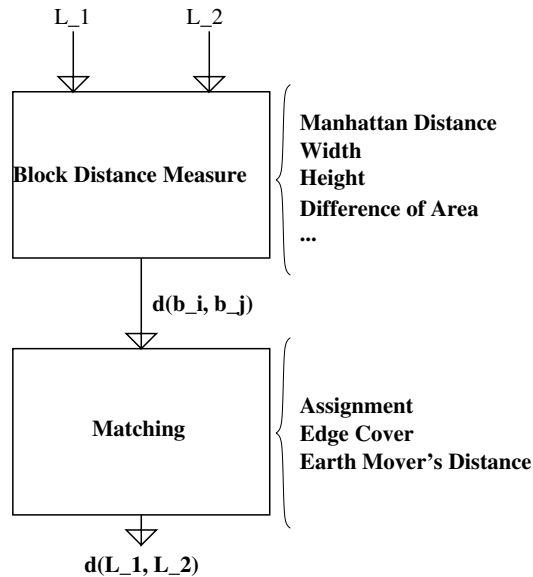 L_1 L_2
Block Distance Measure
Manhattan Distance
Width
Height
Difference of Area
...
d(b_i, b_j)
Matching
Assignment
Edge Cover
Earth Mover's Distance
d(L_1, L_2)